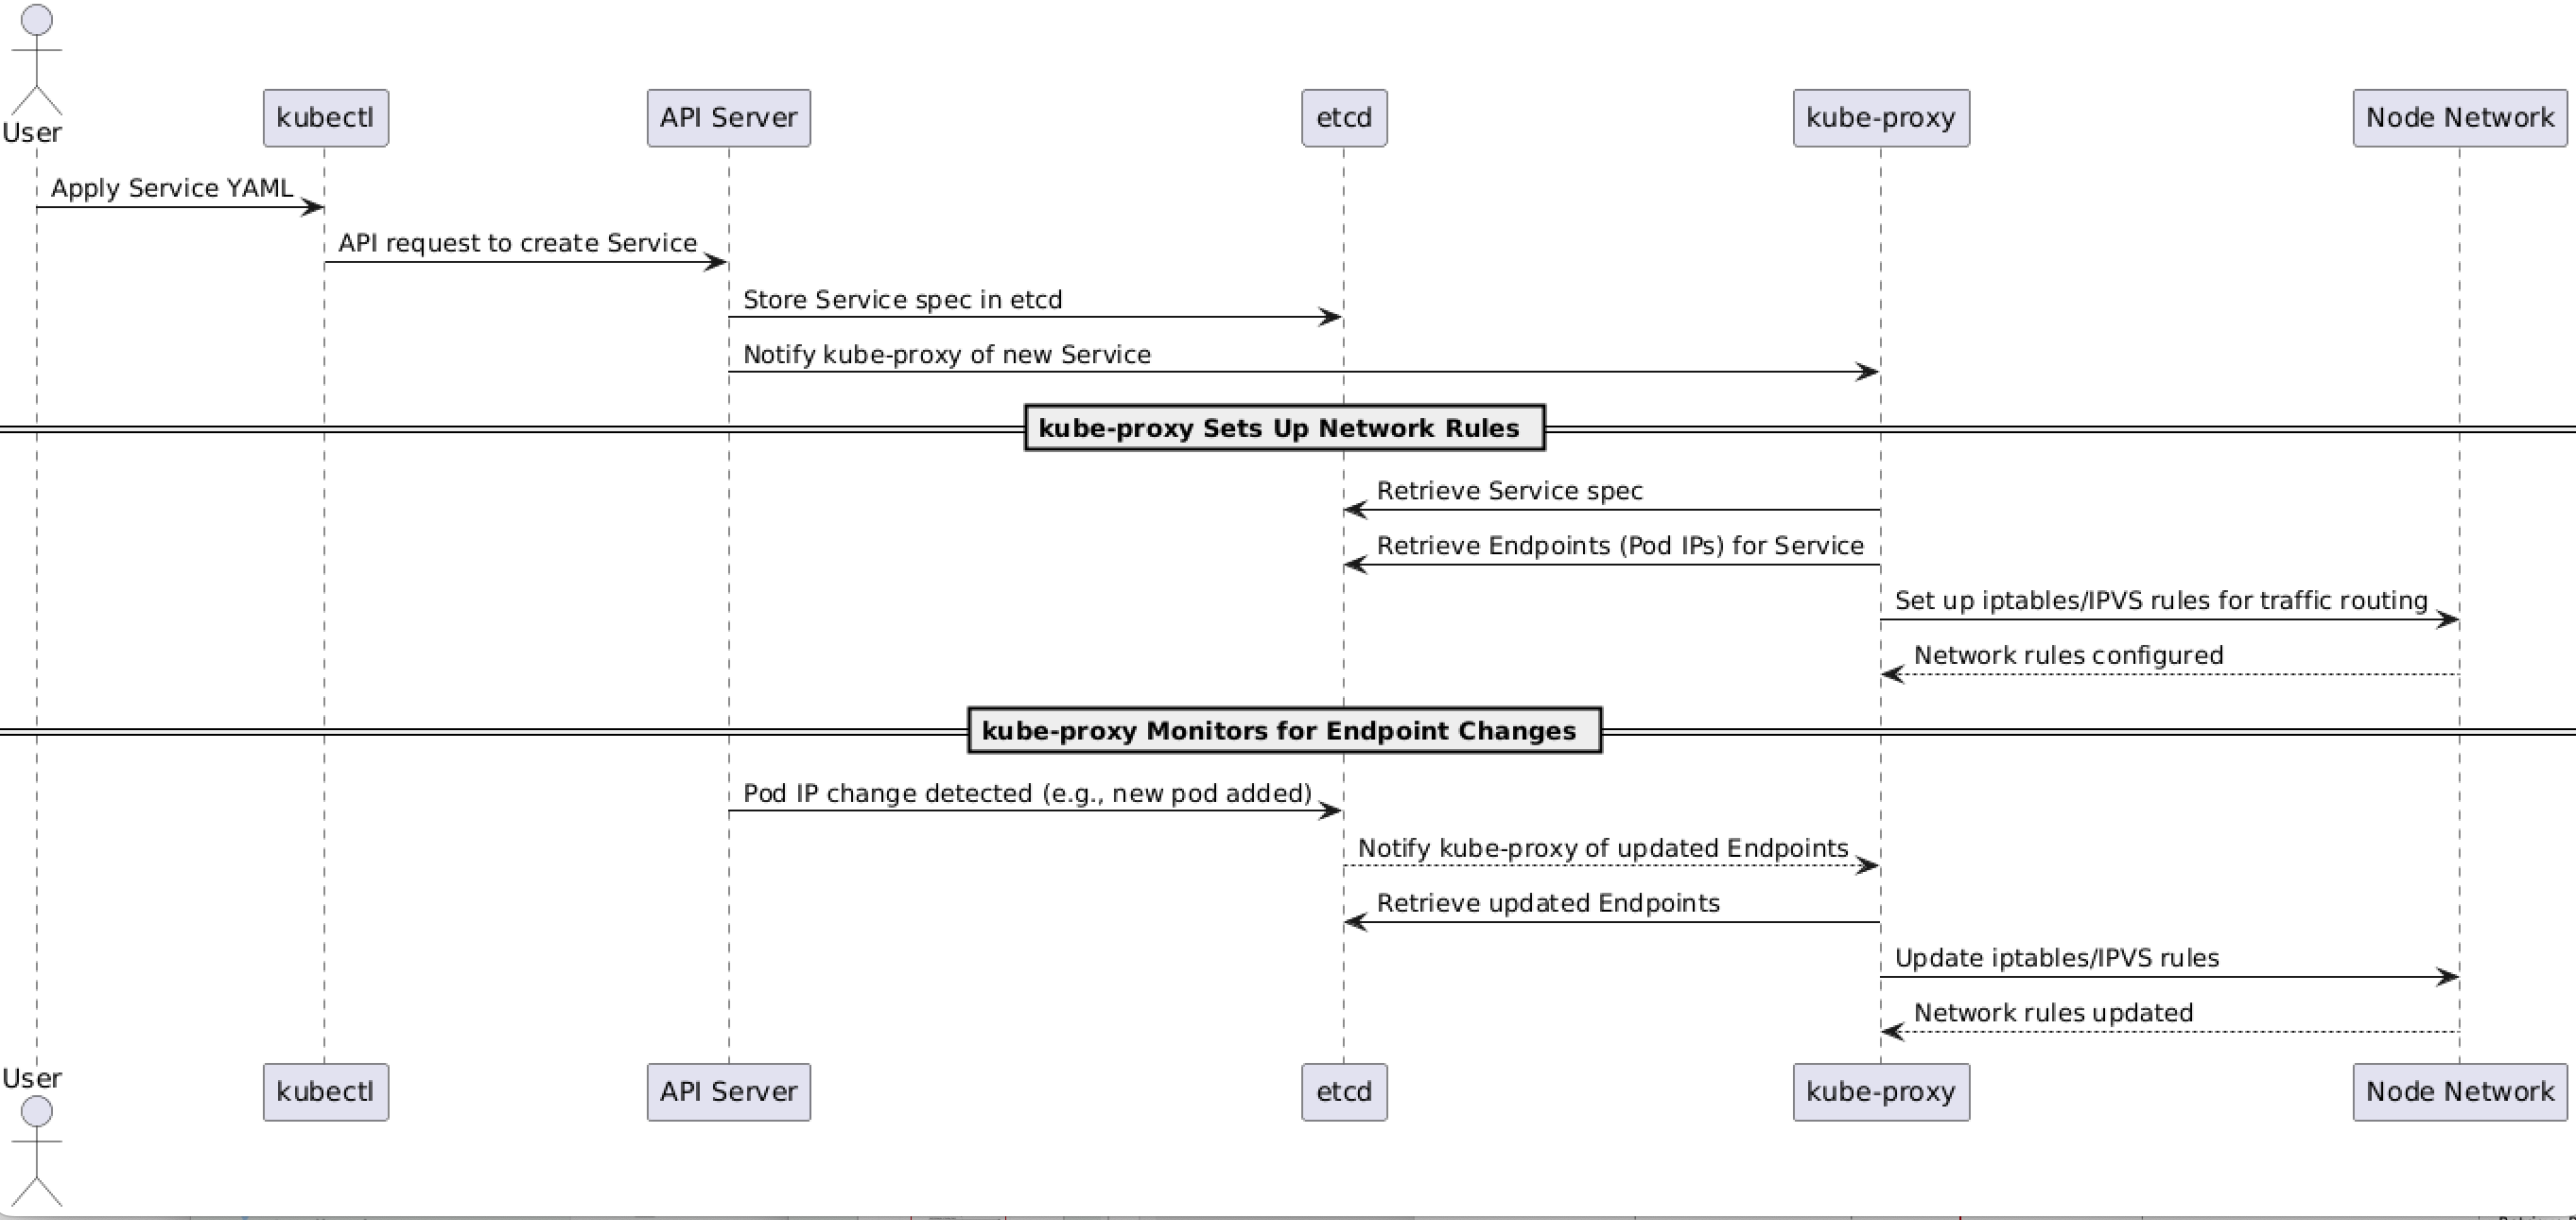 User
kubectl
API Server
etcd
kube-proxy
Node Network
Apply Service YAML
API request to create Service
Store Service spec in etcd
Notify kube-proxy of new Service
kube-proxy Sets Up Network Rules
Retrieve Service spec
Retrieve Endpoints (Pod IPs) for Service
Set up iptables/IPVS rules for traffic routing
Network rules configured
kube-proxy Monitors for Endpoint Changes
Pod IP change detected (e.g., new pod added)
Notify kube-proxy of updated Endpoints
Retrieve updated Endpoints
Update iptables/IPVS rules
Network rules updated
User
kubectl
API Server
etcd
kube-proxy
Node Network